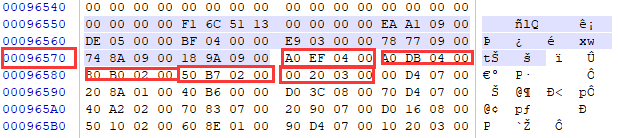 00096540 00 00 00 00 00 00 00 00 00 00 00 00 00 00 00 00
00096550 00 00 00 00 F1 6C 51 13 00 00 00 00 EA A1 09 00 ñlQ ê¡
00096560 DE 05 00 00 BF 04 00 00 E9 03 00 00 78 77 09 00 Þ ¿ é xw
00096570 74 8A 09 00 18 9A 09 00 A0 EF 04 00 A0 DB 04 00 tŠ š ï Û
00096580 80 B0 02 00 50 B7 02 00 00 20 03 00 00 D4 07 00 €° P· Ô
00096590 20 8A 01 00 40 B6 00 00 D0 3C 08 00 70 D4 07 00 Š @¶ Ð< pÔ
000965A0 40 A2 02 00 70 83 07 00 20 90 07 00 D0 16 08 00 @¢ pƒ Ð
000965B0 50 10 02 00 60 8E 01 00 90 D4 07 00 10 20 03 00 P `Ž Ô